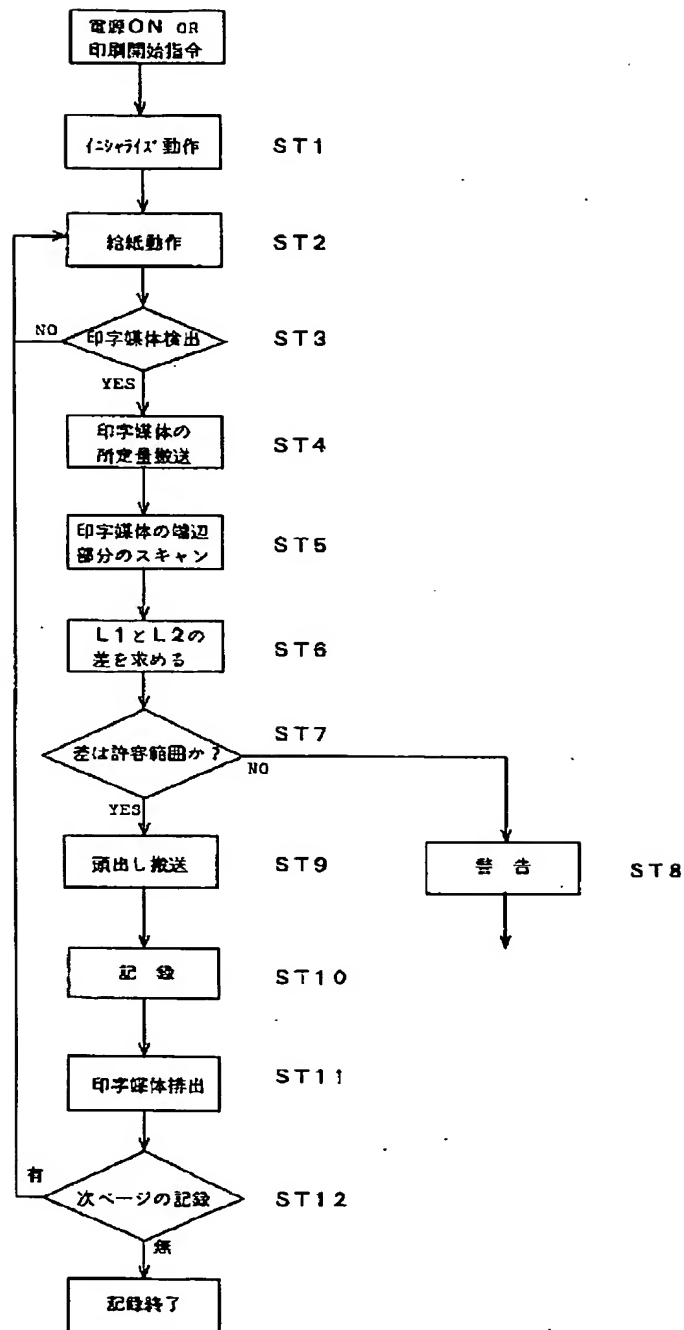 電源ON OR
印刷開始指令
イニシャライズ動作
ST1
給紙動作
ST2
NO
印字媒体検出
ST3
YES
印字媒体の
所定量搬送
ST4
印字媒体の端辺
部分のスキャン
ST5
L1とL2の
差を求める
ST6
差は許容範囲か?
ST7
NO
YES
頭出し搬送
ST9
警告
ST8
記録
ST10
印字媒体排出
ST11
有
次ページの記録
ST12
無
記録終了